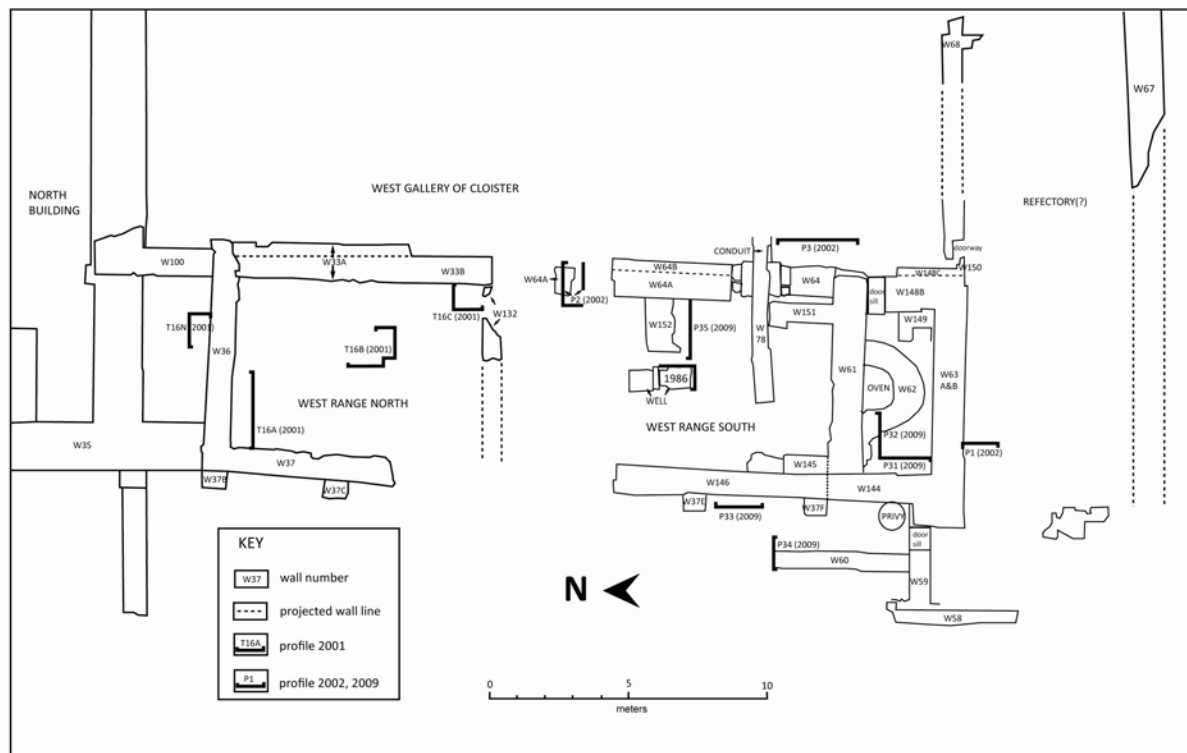 W68
W67
NORTH
BUILDING
WEST GALLERY OF CLOISTER
REFECTORY(?)
W100
W33A
W33B
W64A
P2 (2002)
CONDUIT
P3 (2002)
doorway
W64B
W64A
W64
W148C
W150
door
sill
W148B
T16N (2001)
W36
T16C (2001)
W132
T16B (2001)
W152
P35 (2009)
W
78
W151
W149
W61
W63
A&B
1986
WELL
OVEN
W62
WEST RANGE NORTH
WEST RANGE SOUTH
T16A (2001)
P32 (2009)
W35
W37
W145
P31 (2009)
P1 (2002)
W146
W144
W37B
W37C
W37E
P33 (2009)
W37F
PRIVY
door
sill
P34 (2009)
W60
W59
W58
N
KEY
W37 wall number
projected wall line
T16A profile 2001
P1 profile 2002, 2009
0 5 10
meters